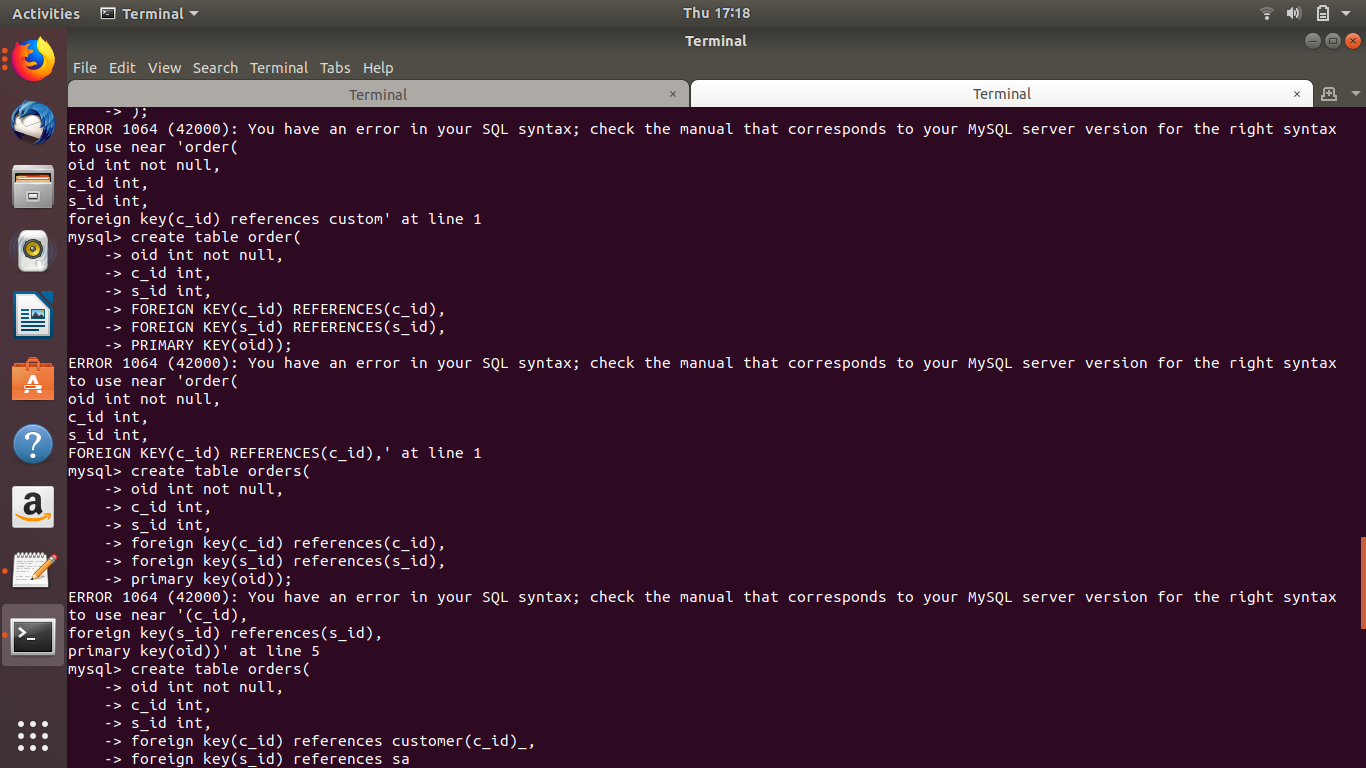 Activities Terminal Thu 17:18
Terminal
File Edit View Search Terminal Tabs Help
Terminal × Terminal ×
-> );
ERROR 1064 (42000): You have an error in your SQL syntax; check the manual that corresponds to your MySQL server version for the right syntax
to use near 'order(
oid int not null,
c_id int,
s_id int,
foreign key(c_id) references custom' at line 1
mysql> create table order(
-> oid int not null,
-> c_id int,
-> s_id int,
-> FOREIGN KEY(c_id) REFERENCES(c_id),
-> FOREIGN KEY(s_id) REFERENCES(s_id),
-> PRIMARY KEY(oid));
ERROR 1064 (42000): You have an error in your SQL syntax; check the manual that corresponds to your MySQL server version for the right syntax
to use near 'order(
oid int not null,
c_id int,
s_id int,
FOREIGN KEY(c_id) REFERENCES(c_id),' at line 1
mysql> create table orders(
-> oid int not null,
-> c_id int,
-> s_id int,
-> foreign key(c_id) references(c_id),
-> foreign key(s_id) references(s_id),
-> primary key(oid));
ERROR 1064 (42000): You have an error in your SQL syntax; check the manual that corresponds to your MySQL server version for the right syntax
to use near '(c_id),
foreign key(s_id) references(s_id),
primary key(oid))' at line 5
mysql> create table orders(
-> oid int not null,
-> c_id int,
-> s_id int,
-> foreign key(c_id) references customer(c_id)_,
-> foreign key(s_id) references sa